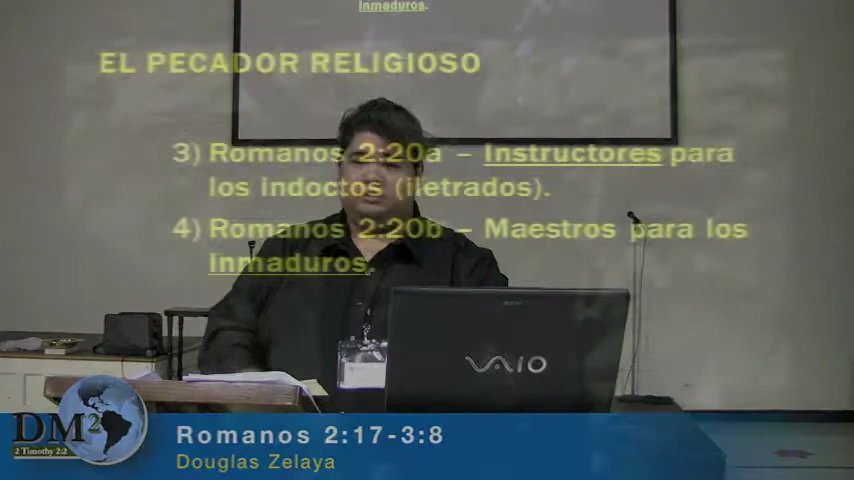 Inmaduros.
EL PECADOR RELIGIOSO
3) Romanos 2:20a – Instructores para
los indoctos (iletrados).
4) Romanos 2:20b – Maestros para los
Inmaduros.
VAIO
DM2
2 Timothy 2:2
Romanos 2:17-3:8
Douglas Zelaya